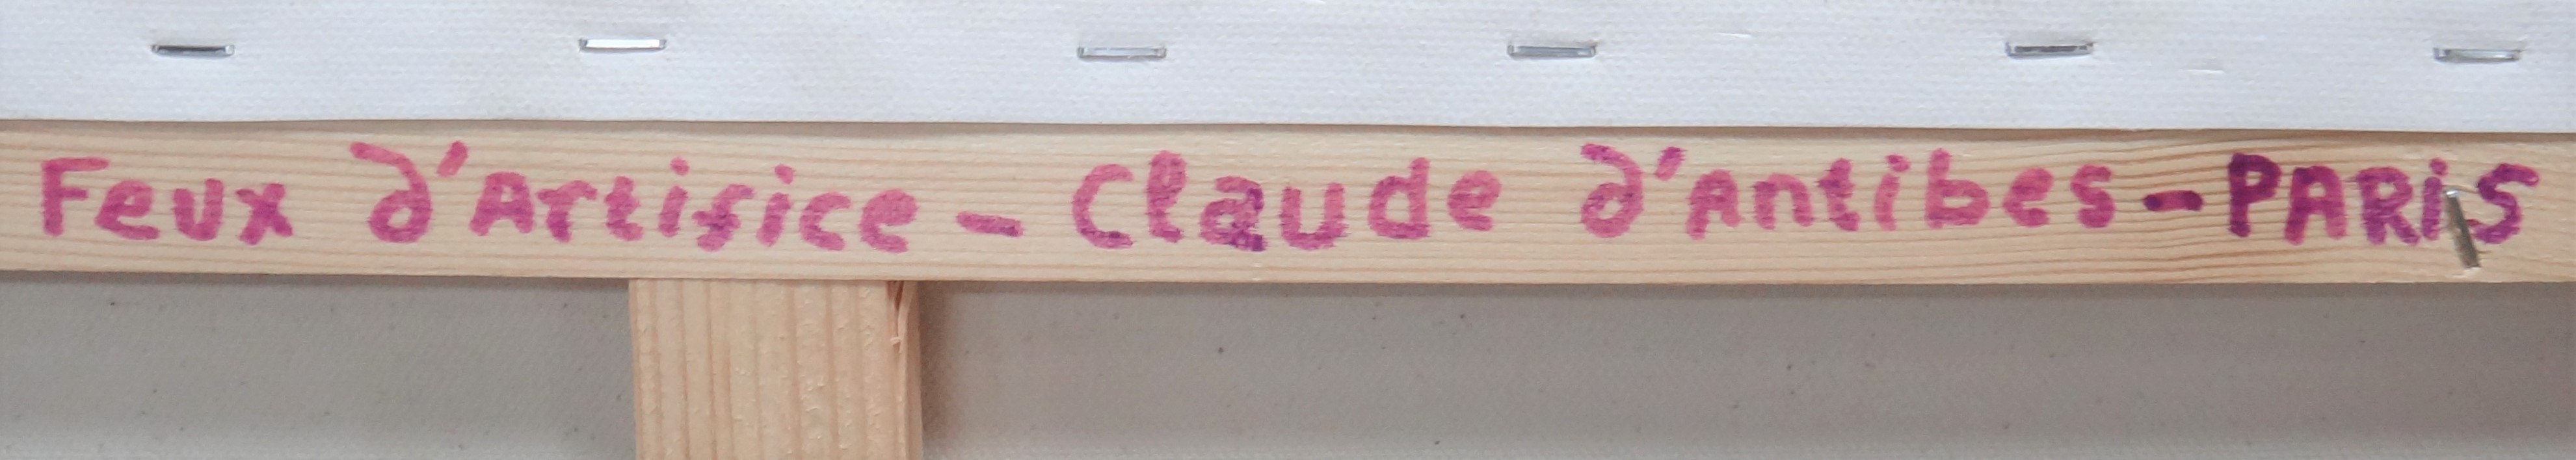 Feux d'Artifice - Claude d'Antibes - PARiS